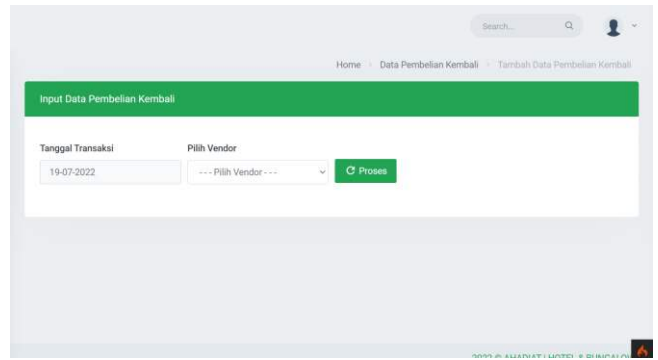 Search...
Home Data Pembelian Kembali Tambah Data Pembelian Kembali
Input Data Pembelian Kembali
Tanggal Transaksi Pilih Vendor
19-07-2022 --- Pilih Vendor --- Proses
2022 © AHADIAT | HOTEL & BUNGALOW